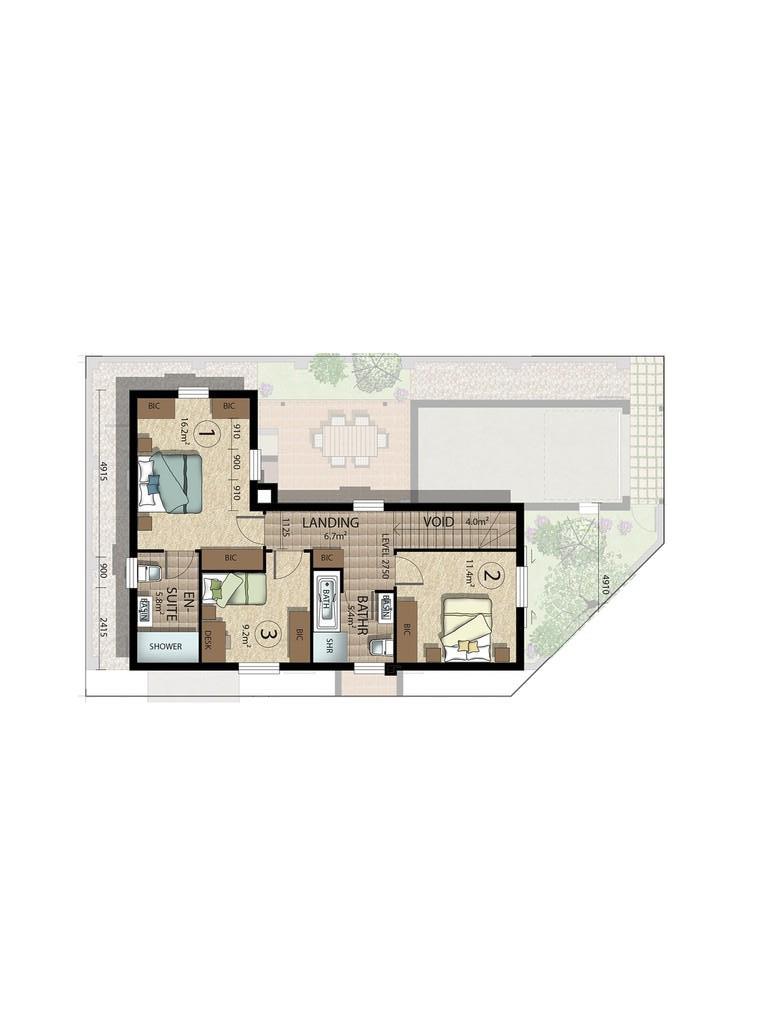 BIC
BIC
1
16.2m²
910
900
910
4915
900
2415
1125
LANDING
6.7m²
VOID 4.0m²
LEVEL 2750
BIC
BIC
EN
SUITE
5.8m²
BASIN
SHOWER
DESK
3
9.2m²
BIC
BATH
SHR
BATHR
5.4m²
BASIN
2
11.4m²
BIC
4910